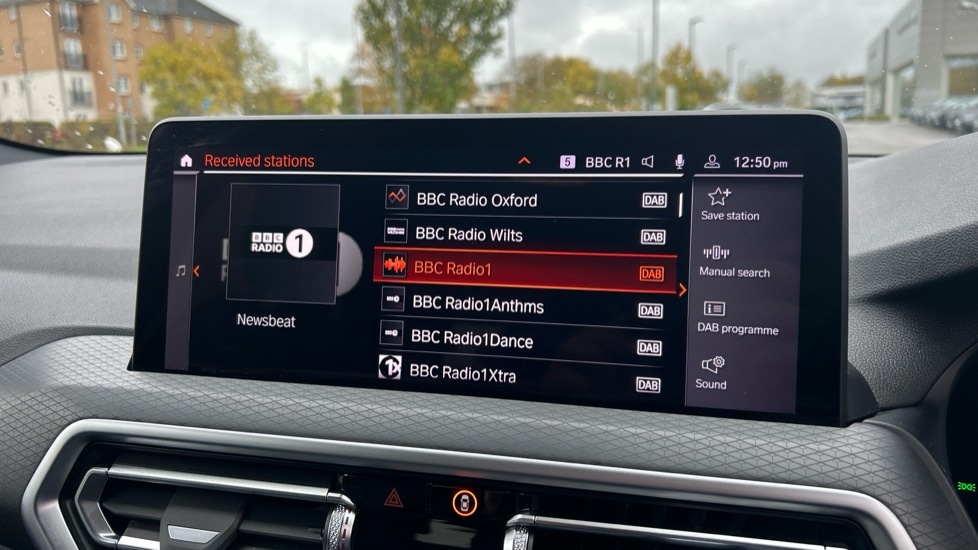 Received stations
5 BBC R1 12:50 pm
BBC RADIO 1
Newsbeat
BBC Radio Oxford DAB
BBC Radio Wilts DAB
BBC Radio1 DAB
BBC Radio1Anthms DAB
BBC Radio1Dance DAB
BBC Radio1Xtra DAB
Save station
Manual search
DAB programme
Sound
EDGE